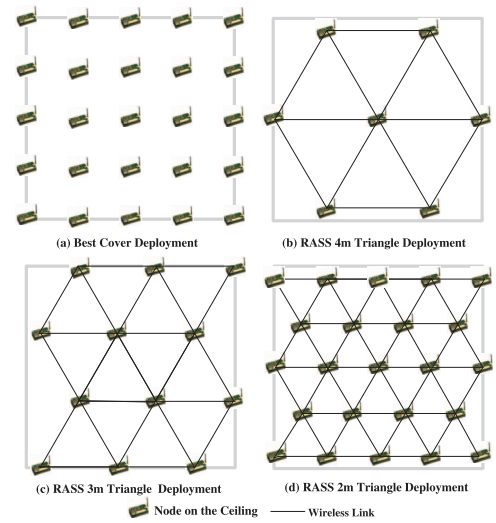 (a) Best Cover Deployment
(b) RASS 4m Triangle Deployment
(c) RASS 3m Triangle Deployment
(d) RASS 2m Triangle Deployment
Node on the Ceiling
Wireless Link